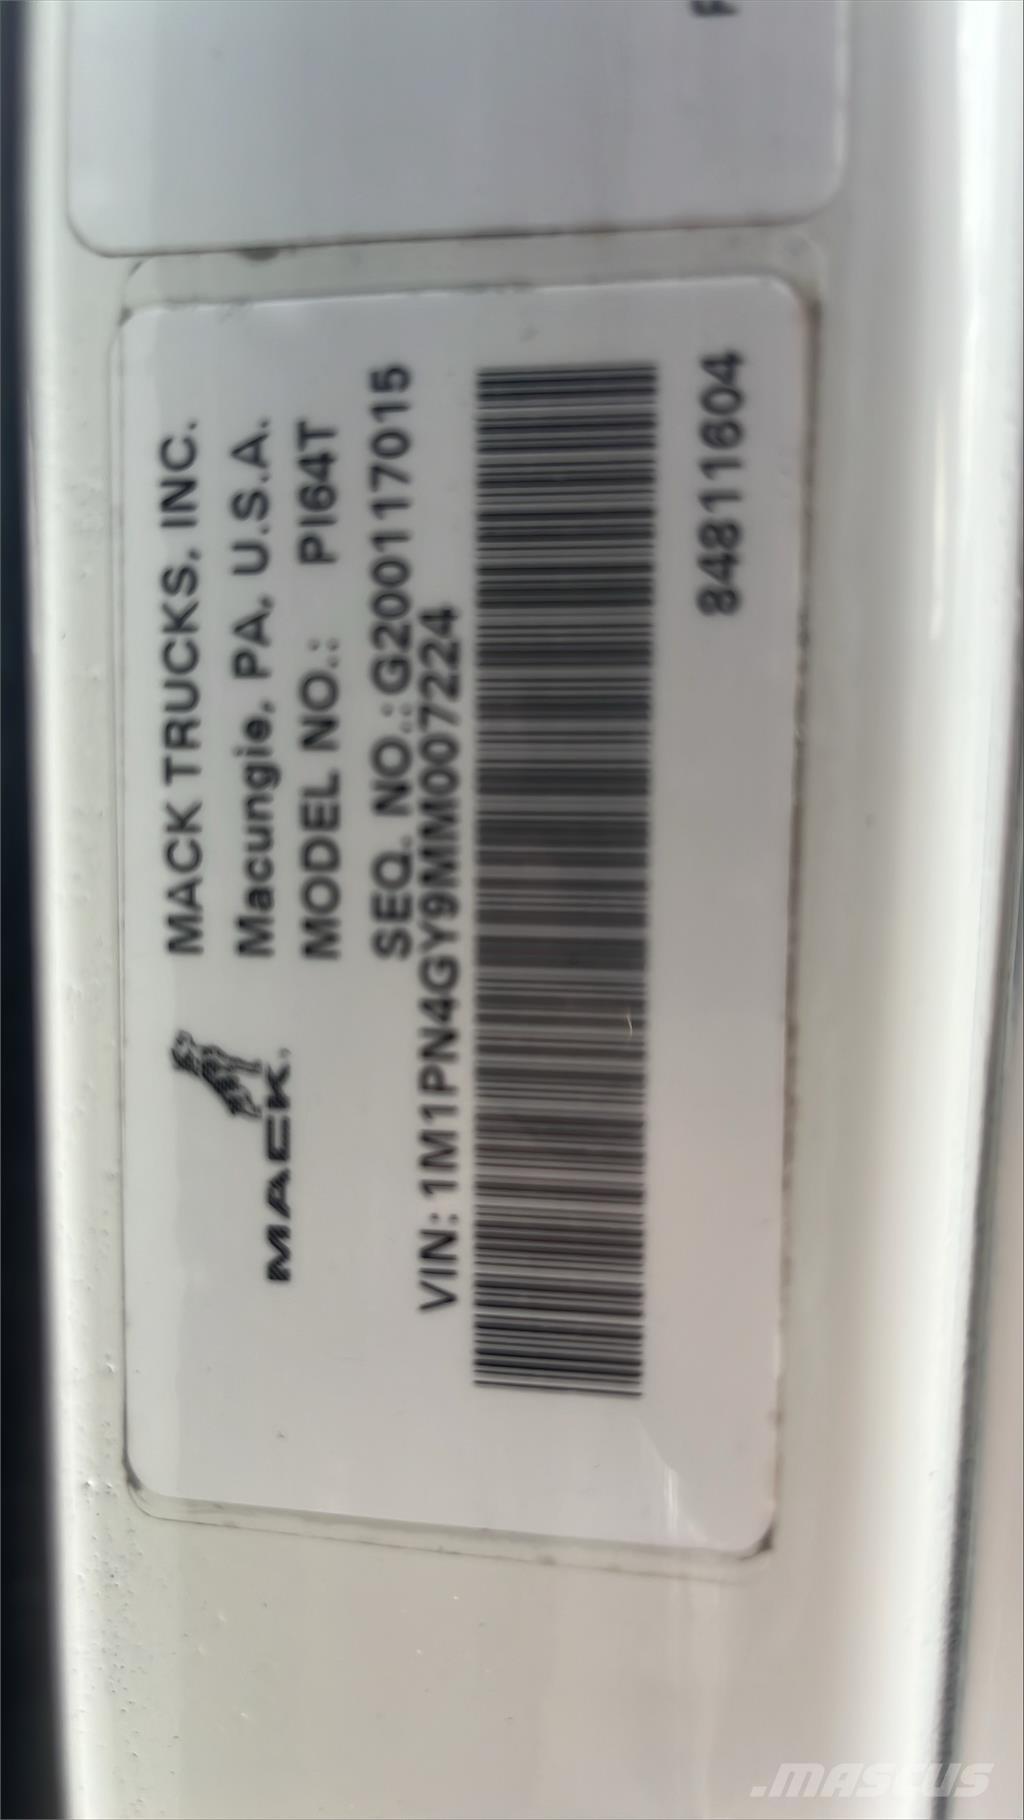 MACK TRUCKS, INC.
Macungie, PA, U.S.A.
MODEL NO.: PI64T
SEQ. NO.:G200117015
MACK.
VIN:1M1PN4GY9MM007224
84811604
.mascus